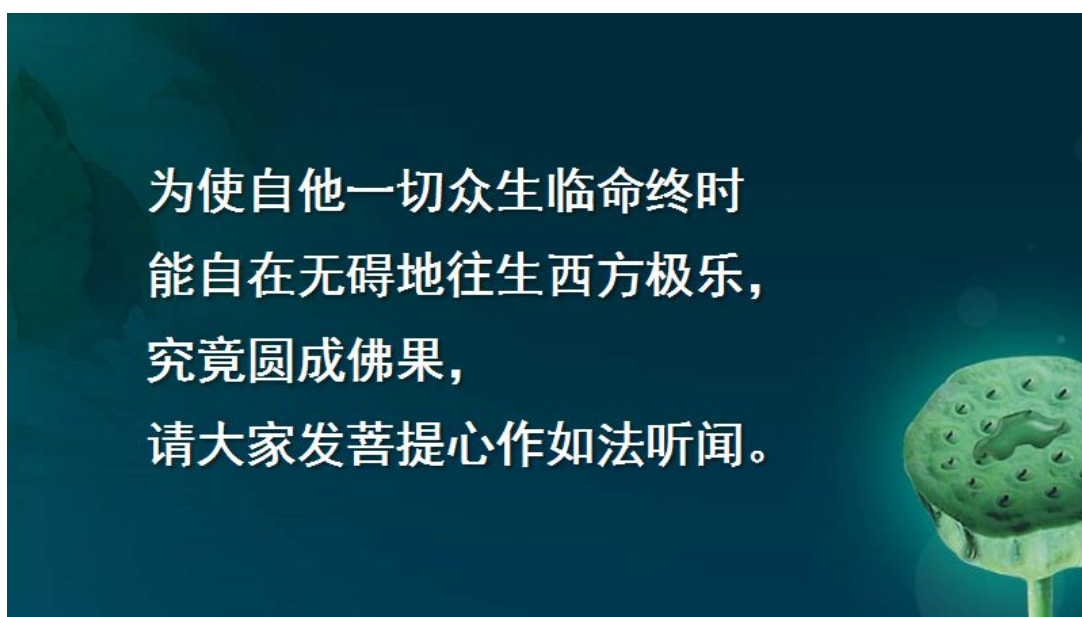 为使自他一切众生临命终时
能自在无碍地往生西方极乐，
究竟圆成佛果，
请大家发菩提心作如法听闻。